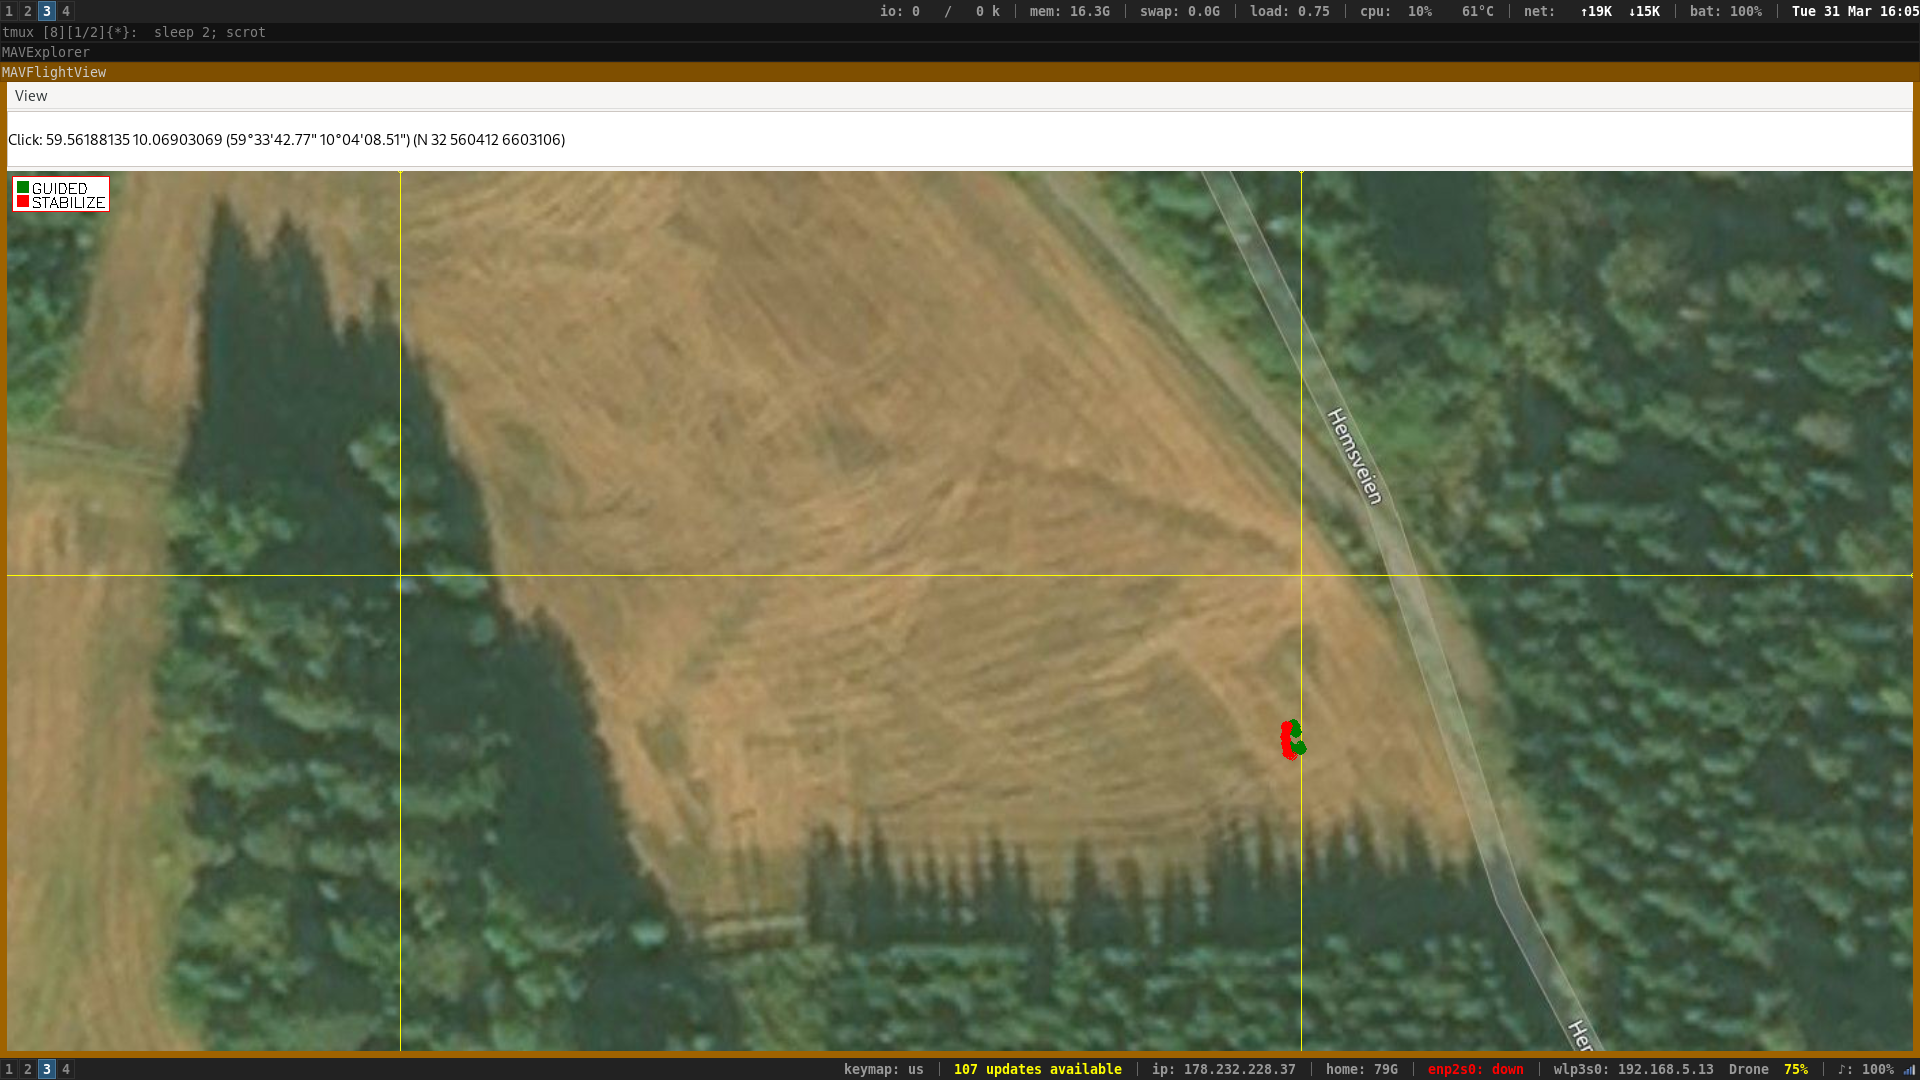 1 2 3 4 io: 0 / 0 k | mem: 16.3G | swap: 0.0G | load: 0.75 | cpu: 10% 61°C | net: ↑19K ↓15K | bat: 100% | Tue 31 Mar 16:05
tmux [8][1/2]{*}: sleep 2; scrot
MAVExplorer
MAVFlightView
View
Click: 59.56188135 10.06903069 (59°33'42.77" 10°04'08.51") (N 32 560412 6603106)
GUIDED
STABILIZE
Hemsveien
Her
1 2 3 4 keymap: us | 107 updates available | ip: 178.232.228.37 | home: 79G | enp2s0: down | wlp3s0: 192.168.5.13 Drone 75% | ♪: 100%